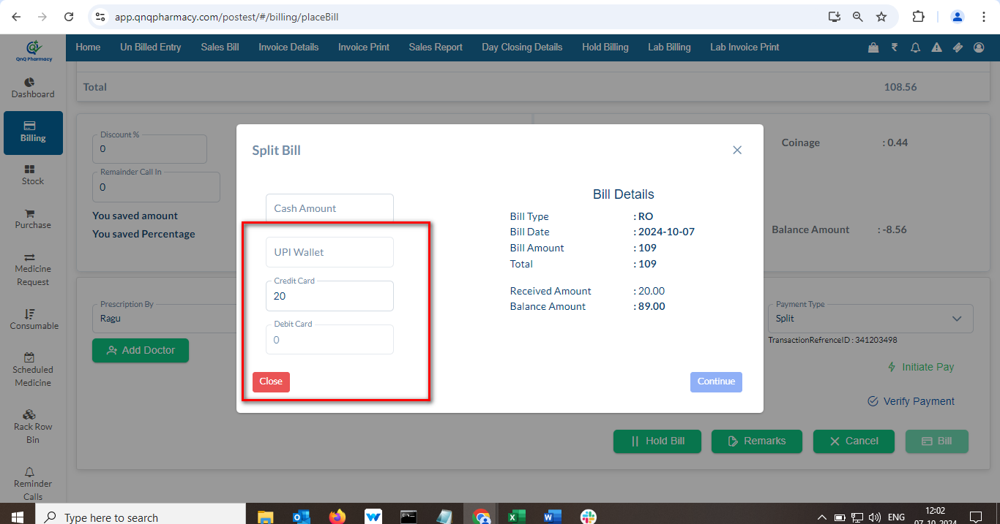 app.qnqpharmacy.com/postest/#/billing/placeBill
QnQ Pharmacy
Home Un Billed Entry Sales Bill Invoice Details Invoice Print Sales Report Day Closing Details Hold Billing Lab Billing Lab Invoice Print
Dashboard
Billing
Stock
Purchase
Medicine
Request
Consumable
Scheduled
Medicine
Rack Row
Bin
Reminder
Calls
Total 108.56
Discount %
0
Remainder Call In
0
You saved amount
You saved Percentage
Coinage : 0.44
Balance Amount : -8.56
Prescription By
Ragu
Add Doctor
Split Bill
Cash Amount
UPI Wallet
Credit Card
20
Debit Card
0
Close
Bill Details
Bill Type : RO
Bill Date : 2024-10-07
Bill Amount : 109
Total : 109
Received Amount : 20.00
Balance Amount : 89.00
Continue
Payment Type
Split
TransactionRefrenceID : 341203498
Initiate Pay
Verify Payment
Hold Bill Remarks Cancel Bill
Type here to search
ENG
12:02
07-10-2024